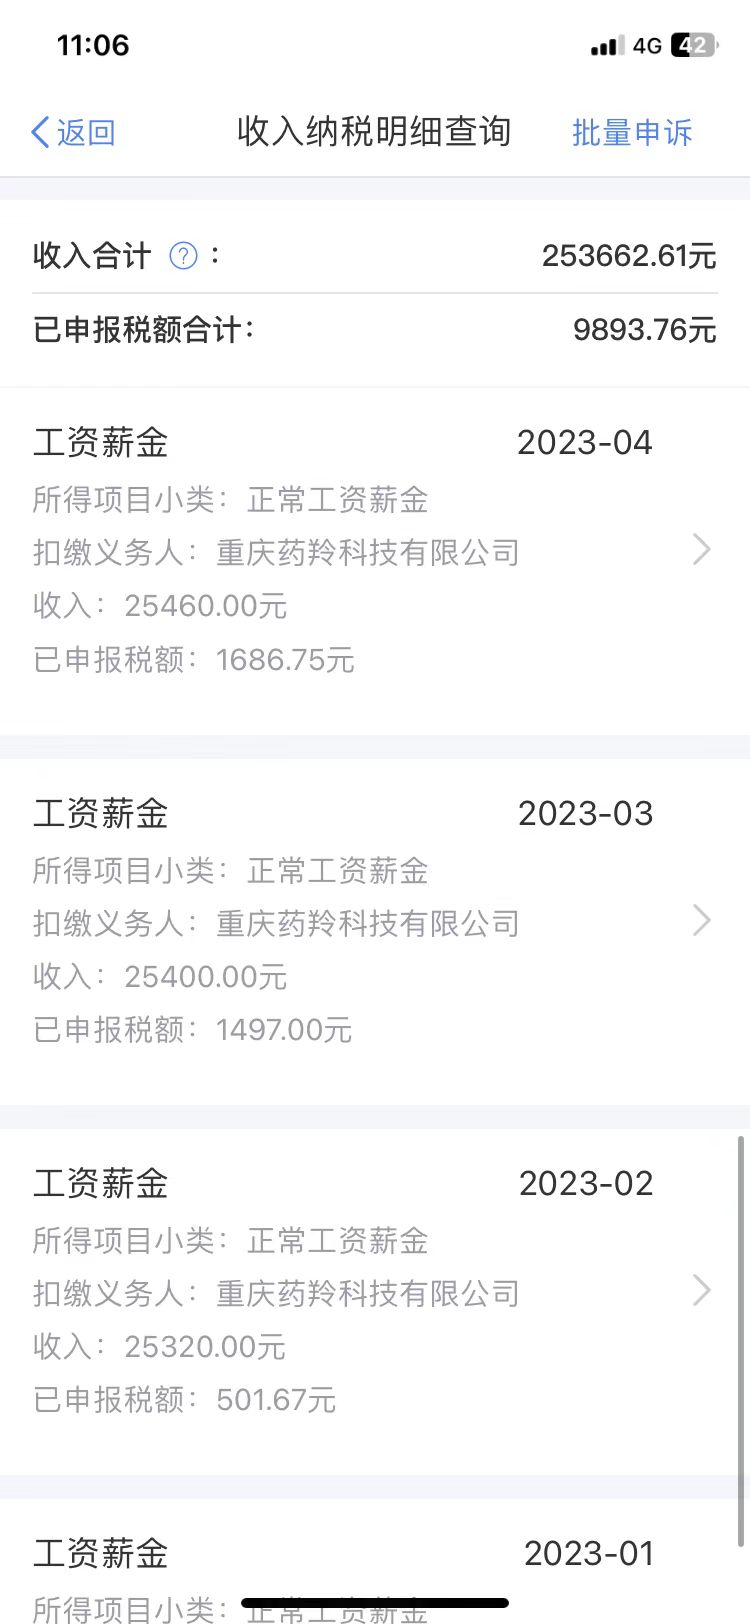 11:06 4G 42
返回 收入纳税明细查询 批量申诉
收入合计 ? : 253662.61元
已申报税额合计: 9893.76元
工资薪金 2023-04
所得项目小类：正常工资薪金
扣缴义务人：重庆药羚科技有限公司
收入：25460.00元
已申报税额：1686.75元
工资薪金 2023-03
所得项目小类：正常工资薪金
扣缴义务人：重庆药羚科技有限公司
收入：25400.00元
已申报税额：1497.00元
工资薪金 2023-02
所得项目小类：正常工资薪金
扣缴义务人：重庆药羚科技有限公司
收入：25320.00元
已申报税额：501.67元
工资薪金 2023-01
所得项目小类：正常工资薪金